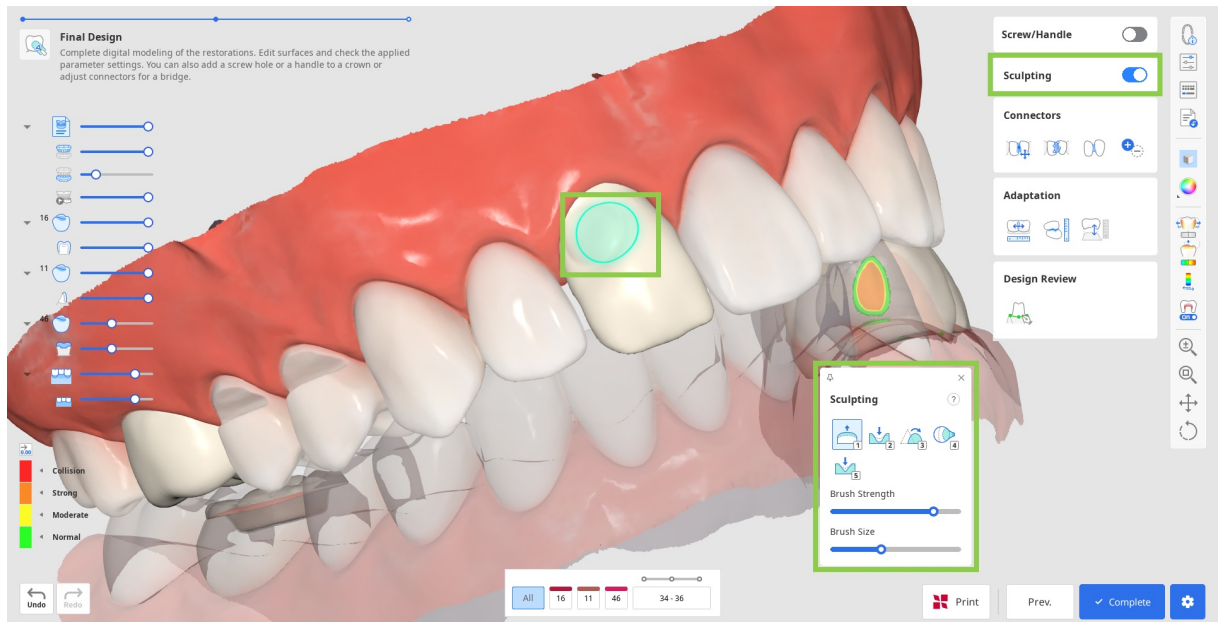 Final Design
Complete digital modeling of the restorations. Edit surfaces and check the applied
parameter settings. You can also add a screw hole or a handle to a crown or
adjust connectors for a bridge.
16
11
46
0.00
Collision
Strong
Moderate
Normal
Undo
Redo
All
16
11
46
34 - 36
Screw/Handle
Sculpting
Connectors
Adaptation
Design Review
Sculpting
?
1
2
3
4
5
Brush Strength
Brush Size
Print
Prev.
Complete
ON